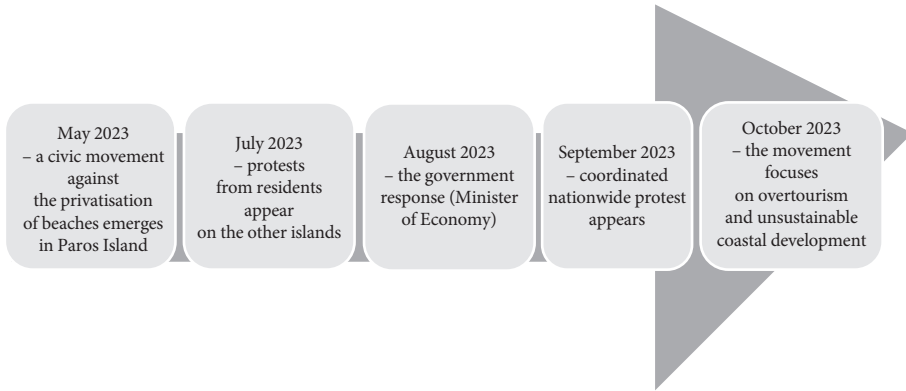 May 2023
– a civic movement
against
the privatisation
of beaches emerges
in Paros Island
July 2023
– protests
from residents
appear
on the other islands
August 2023
– the government
response (Minister
of Economy)
September 2023
– coordinated
nationwide protest
appears
October 2023
– the movement
focuses
on overtourism
and unsustainable
coastal development